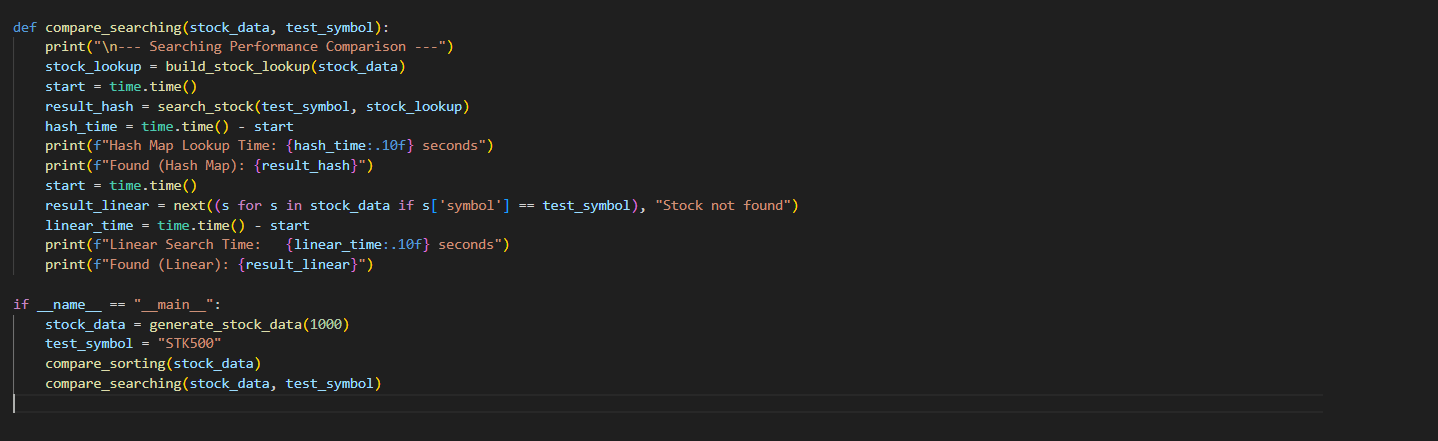 def compare_searching(stock_data, test_symbol):
    print("\n--- Searching Performance Comparison ---")
    stock_lookup = build_stock_lookup(stock_data)
    start = time.time()
    result_hash = search_stock(test_symbol, stock_lookup)
    hash_time = time.time() - start
    print(f"Hash Map Lookup Time: {hash_time:.10f} seconds")
    print(f"Found (Hash Map): {result_hash}")
    start = time.time()
    result_linear = next((s for s in stock_data if s['symbol'] == test_symbol), "Stock not found")
    linear_time = time.time() - start
    print(f"Linear Search Time:   {linear_time:.10f} seconds")
    print(f"Found (Linear): {result_linear}")

if __name__ == "__main__":
    stock_data = generate_stock_data(1000)
    test_symbol = "STK500"
    compare_sorting(stock_data)
    compare_searching(stock_data, test_symbol)